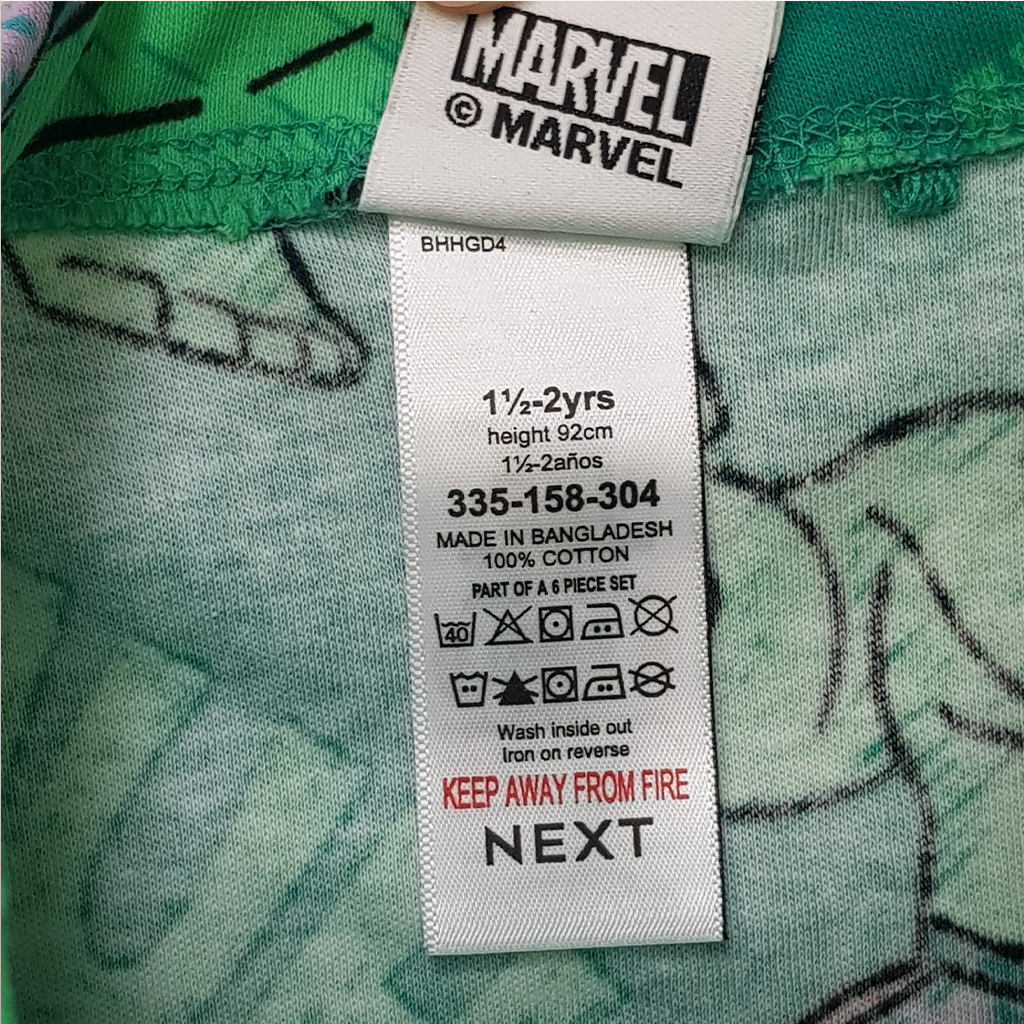 MARVEL
© MARVEL
BHHGD4
1½-2yrs
height 92cm
1½-2años
335-158-304
MADE IN BANGLADESH
100% COTTON
PART OF A 6 PIECE SET
40
Wash inside out
Iron on reverse
KEEP AWAY FROM FIRE
NEXT